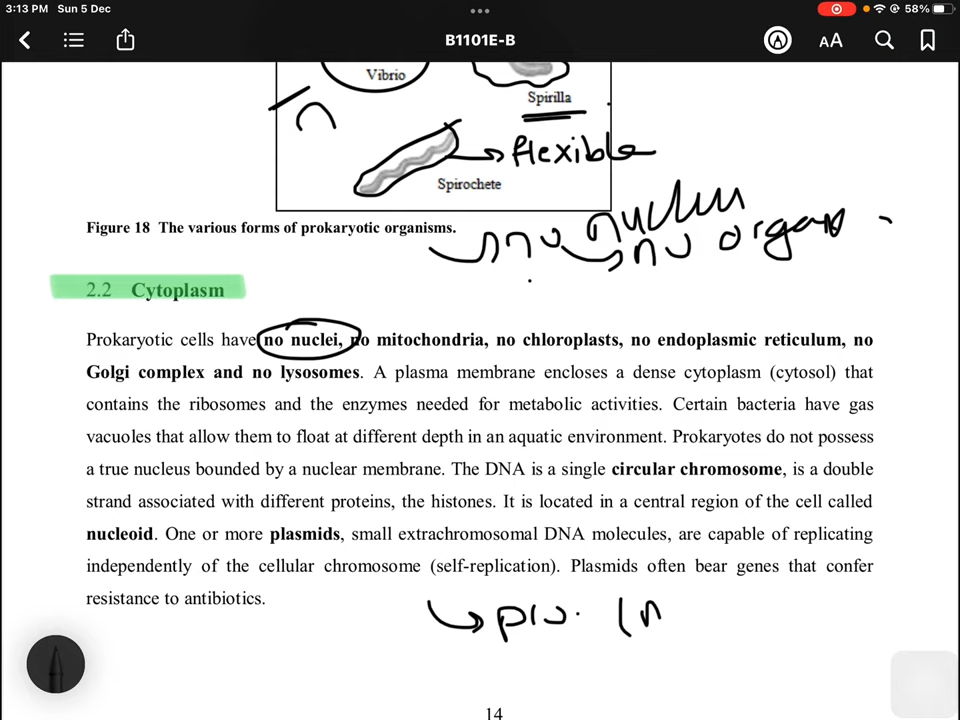 3:13 PM Sun 5 Dec
58%
B1101E-B
AA
Vibrio
Spirilla
flexible
Spirochete
no nucleus
no organ
Figure 18 The various forms of prokaryotic organisms.
2.2 Cytoplasm
Prokaryotic cells have no nuclei, no mitochondria, no chloroplasts, no endoplasmic reticulum, no
Golgi complex and no lysosomes. A plasma membrane encloses a dense cytoplasm (cytosol) that
contains the ribosomes and the enzymes needed for metabolic activities. Certain bacteria have gas
vacuoles that allow them to float at different depth in an aquatic environment. Prokaryotes do not possess
a true nucleus bounded by a nuclear membrane. The DNA is a single circular chromosome, is a double
strand associated with different proteins, the histones. It is located in a central region of the cell called
nucleoid. One or more plasmids, small extrachromosomal DNA molecules, are capable of replicating
independently of the cellular chromosome (self-replication). Plasmids often bear genes that confer
resistance to antibiotics.
14